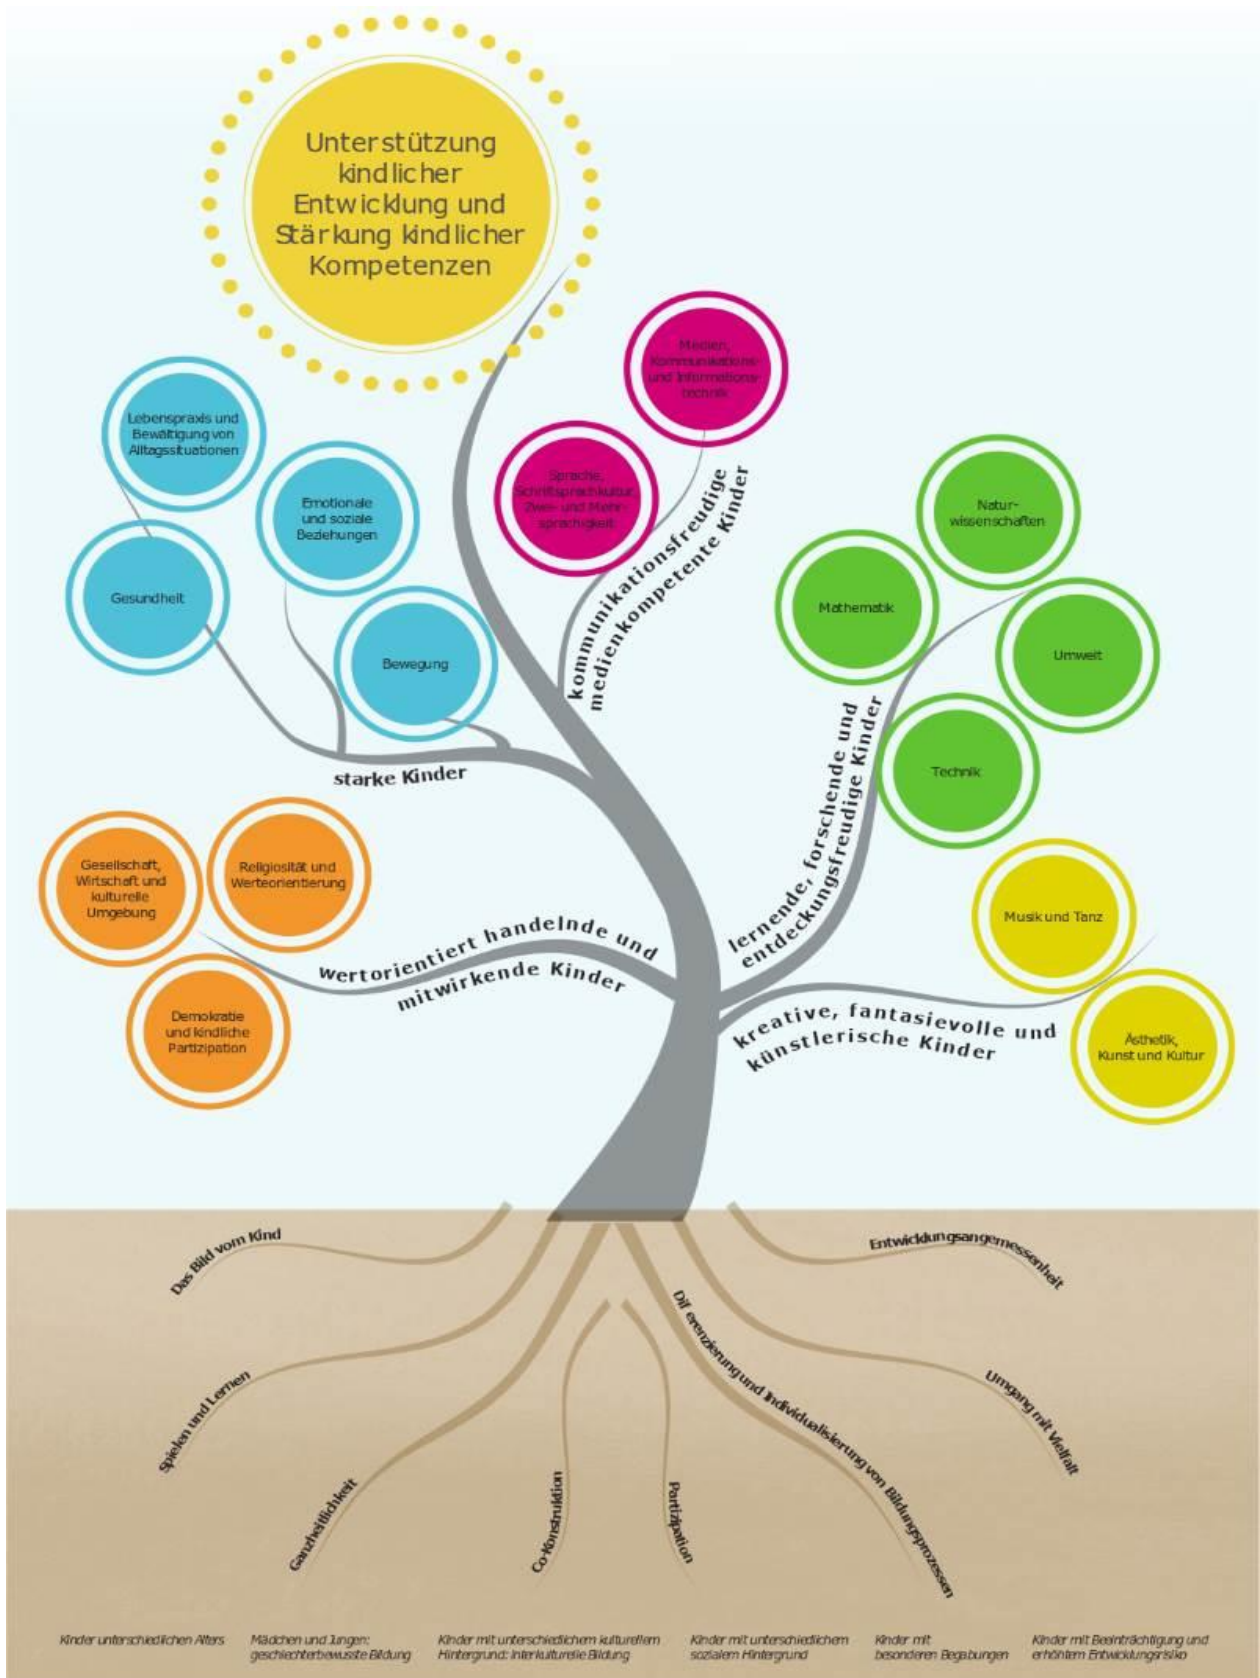 Unterstützung
kindlicher
Entwicklung und
Stärkung kindlicher
Kompetenzen
Medien,
Kommunikations-
und Informations-
technik
Sprache,
Schriftsprachkultur,
Zwei- und Mehr-
sprachigkeit
kommunikationsfreudige
medienkompetente Kinder
Lebenspraxis und
Bewältigung von
Alltagssituationen
Emotionale
und soziale
Beziehungen
Gesundheit
Bewegung
starke Kinder
Natur-
wissenschaften
Mathematik
Umwelt
Technik
lernende, forschende und
entdeckungsfreudige Kinder
Gesellschaft,
Wirtschaft und
kulturelle
Umgebung
Religiosität und
Werteorientierung
Demokratie
und kindliche
Partizipation
wertorientiert handelnde und
mitwirkende Kinder
Musik und Tanz
Ästhetik,
Kunst und Kultur
kreative, fantasievolle und
künstlerische Kinder
Das Bild vom Kind
Spielen und Lernen
Ganzheitlichkeit
Co-Konstruktion
Partizipation
Dif erenzierung und Individualisierung von Bildungsprozessen
Umgang mit Vielfalt
Entwicklungsangemessenheit
Kinder unterschiedlichen Alters
Mädchen und Jungen:
geschlechterbewusste Bildung
Kinder mit unterschiedlichem kulturellem
Hintergrund: interkulturelle Bildung
Kinder mit unterschiedlichem
sozialem Hintergrund
Kinder mit
besonderen Begabungen
Kinder mit Beeinträchtigung und
erhöhtem Entwicklungsrisiko